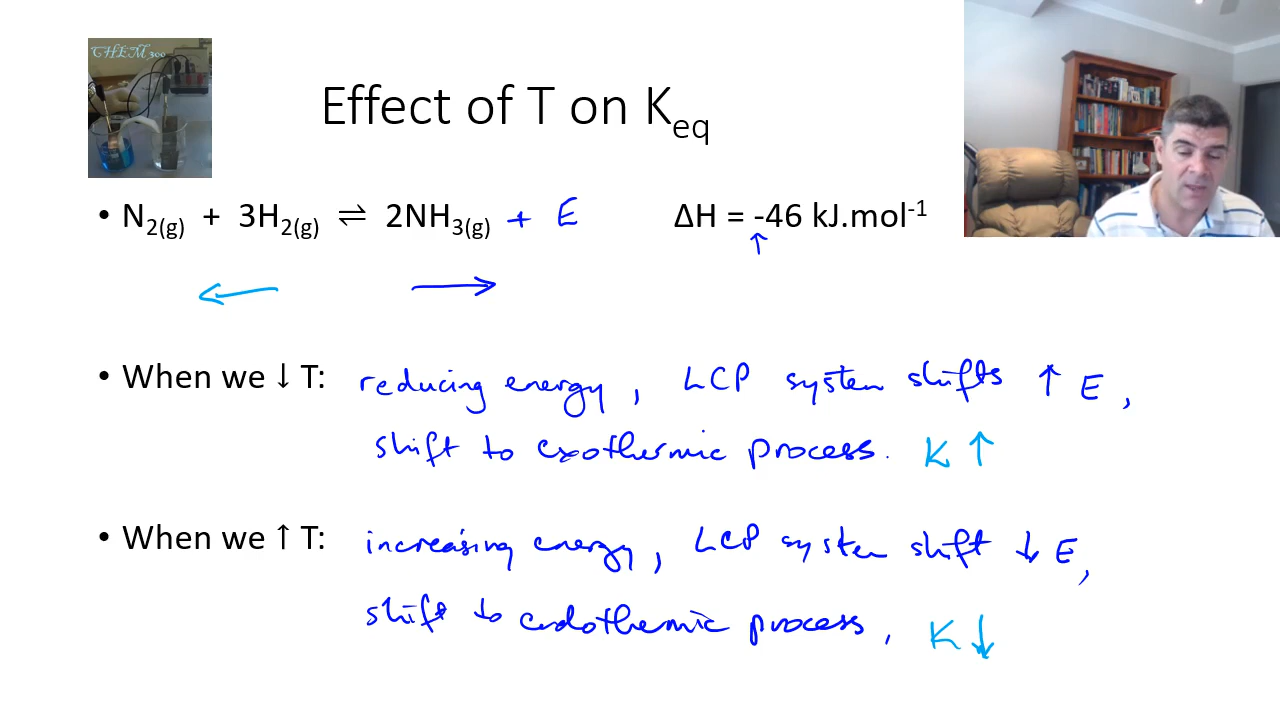 CHEM 300
Effect of T on Keq
• N2(g) + 3H2(g) ⇌ 2NH3(g) + E ΔH = -46 kJ.mol-1
↑
← →
• When we ↓ T: reducing energy, LCP system shifts ↑ E,
shift to exothermic process. K ↑
• When we ↑ T: increasing energy, LCP system shift ↓ E,
shift to endothermic process, K ↓